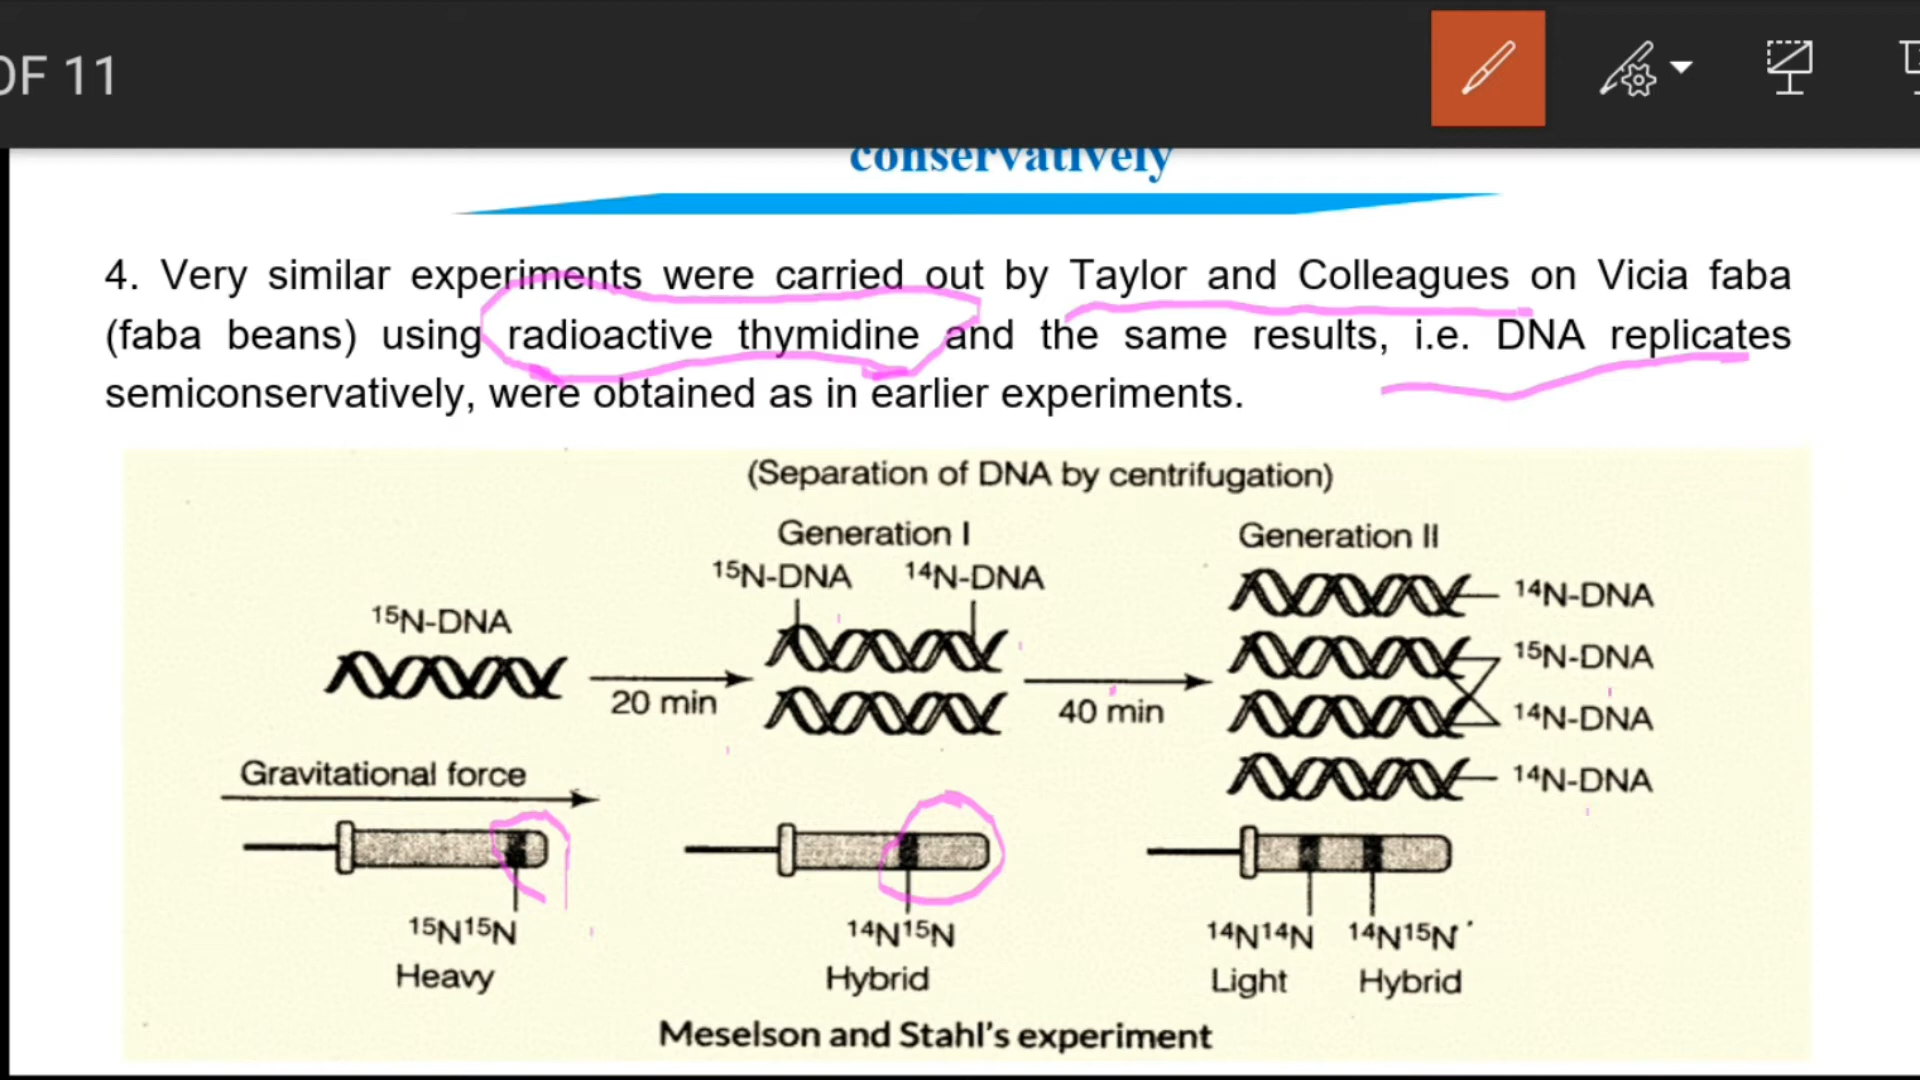 OF 11
conservatively
4. Very similar experiments were carried out by Taylor and Colleagues on Vicia faba
(faba beans) using radioactive thymidine and the same results, i.e. DNA replicates
semiconservatively, were obtained as in earlier experiments.
(Separation of DNA by centrifugation)
Generation I
Generation II
¹⁵N-DNA ¹⁴N-DNA
¹⁴N-DNA
¹⁵N-DNA
¹⁵N-DNA
20 min
40 min
¹⁴N-DNA
Gravitational force
¹⁴N-DNA
¹⁵N¹⁵N
¹⁴N¹⁵N
¹⁴N¹⁴N ¹⁴N¹⁵N
Heavy
Hybrid
Light Hybrid
Meselson and Stahl's experiment